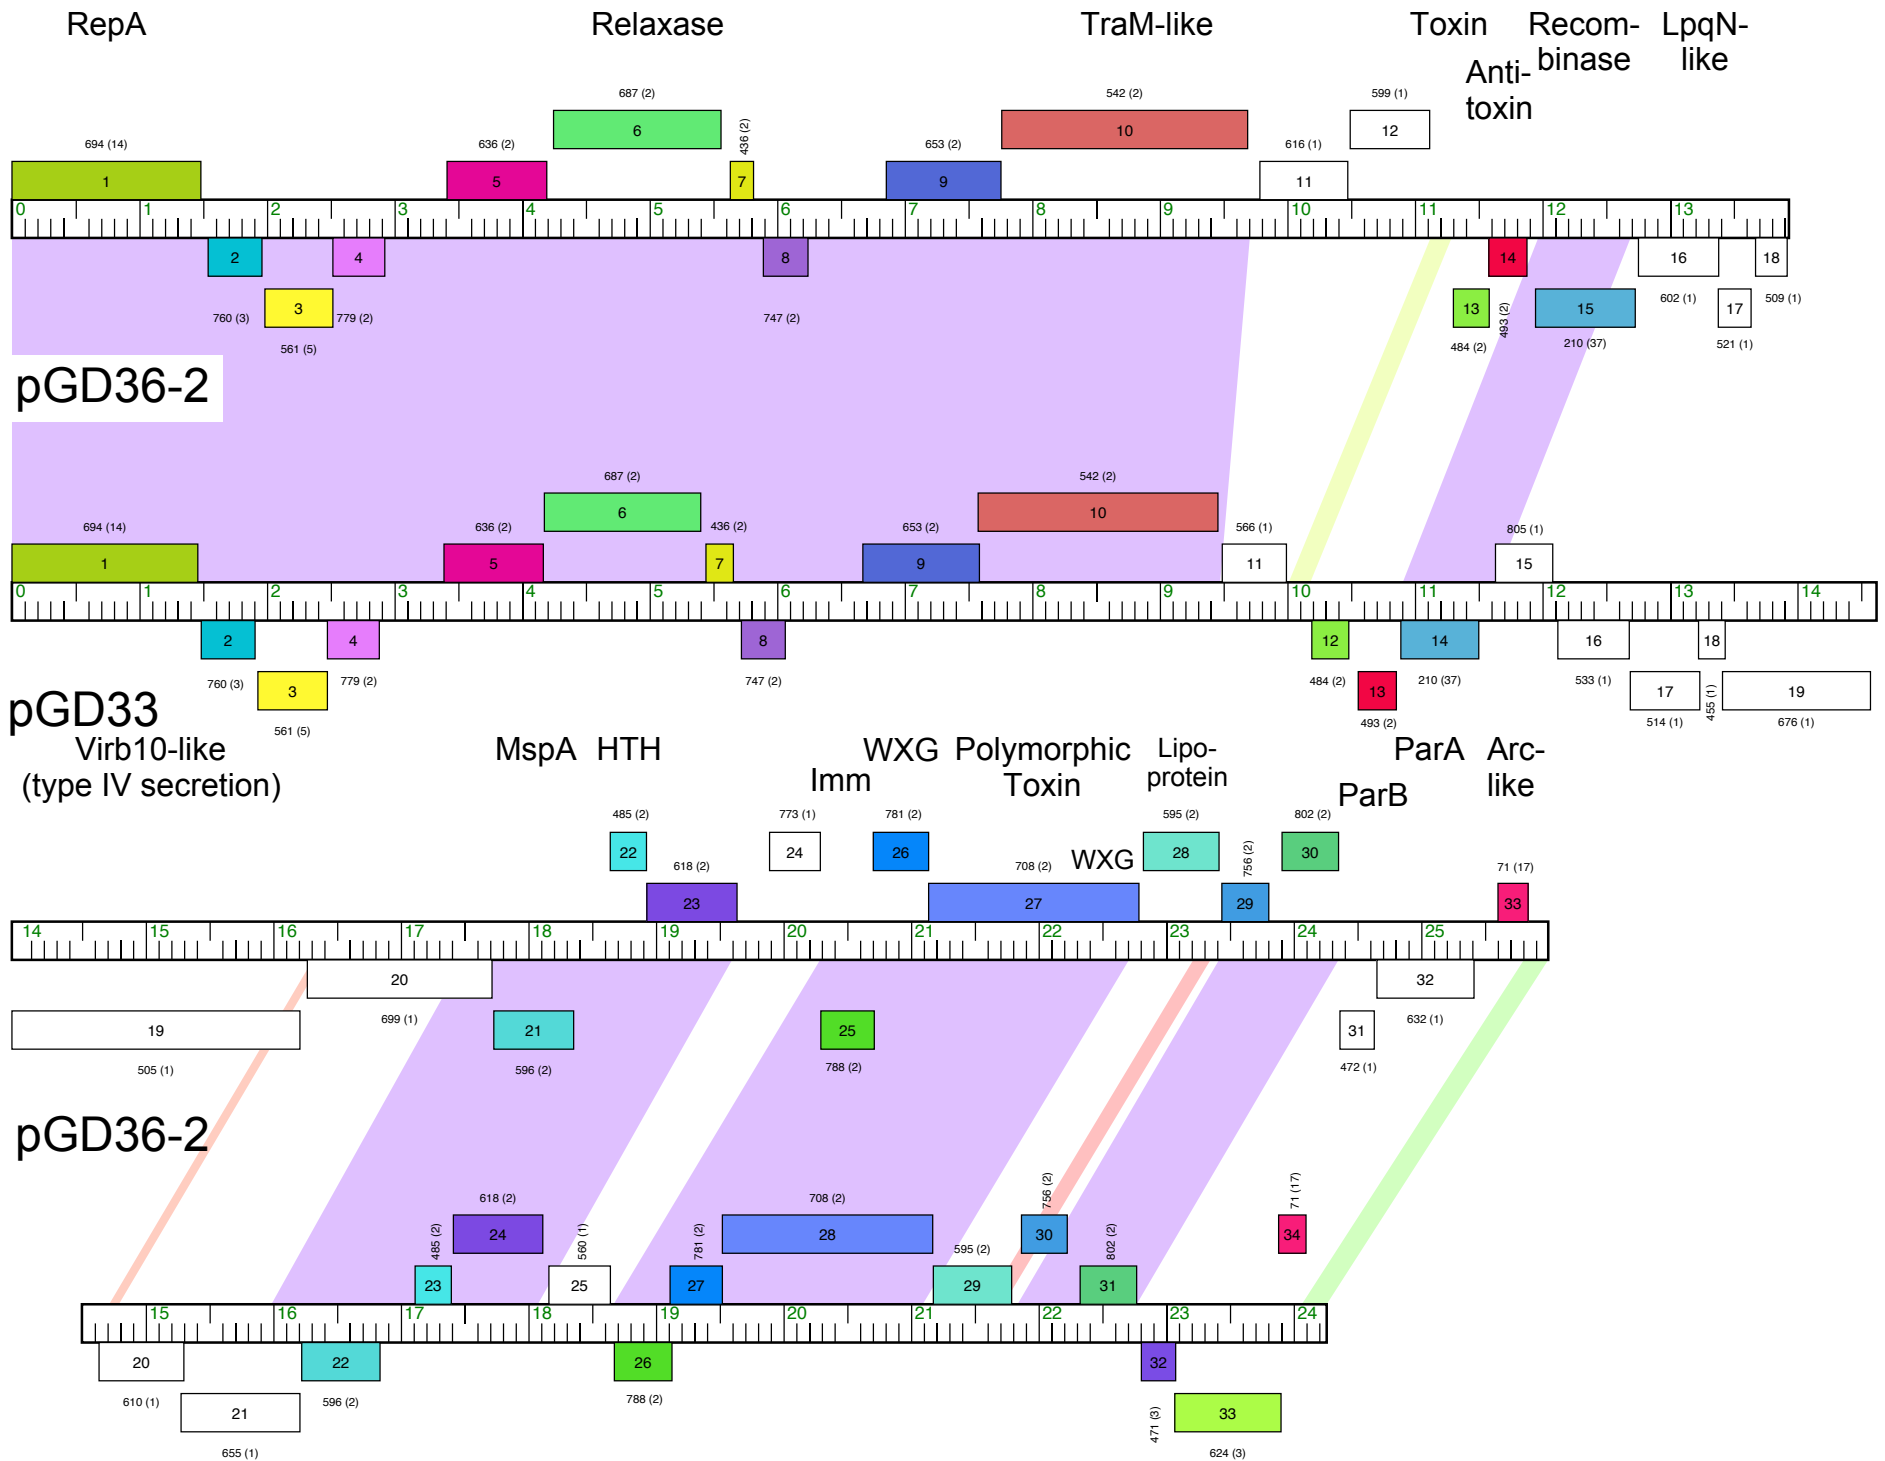 RepA Relaxase TraM-like Toxin Recom- LpqN-
binase like
Anti-
toxin
687 (2) 542 (2) 599 (1)
6 10 12
694 (14) 636 (2) 436 (2) 653 (2) 616 (1)
1 5 7 9 11
0 1 2 3 4 5 6 7 8 9 10 11 12 13
2 4 8 14 16 18
3 13 15 17
760 (3) 779 (2) 747 (2) 493 (2) 602 (1) 509 (1)
561 (5) 484 (2) 210 (37) 521 (1)
pGD36-2
687 (2) 542 (2)
6 10
694 (14) 636 (2) 436 (2) 653 (2) 566 (1) 805 (1)
1 5 7 9 11 15
0 1 2 3 4 5 6 7 8 9 10 11 12 13 14
2 4 8 12 14 16 18
760 (3) 779 (2) 747 (2) 484 (2) 210 (37) 533 (1) 455 (1)
3 13 17 19
561 (5) 493 (2) 514 (1) 676 (1)
pGD33
Virb10-like MspA HTH WXG Polymorphic Lipo- ParA Arc-
(type IV secretion) Imm Toxin protein ParB like
485 (2) 773 (1) 781 (2) 595 (2) 802 (2)
22 24 26 28 30
618 (2) 708 (2) WXG 756 (2) 71 (17)
23 27 29 33
14 15 16 17 18 19 20 21 22 23 24 25
20 32
699 (1) 632 (1)
19 21 25 31
505 (1) 596 (2) 788 (2) 472 (1)
pGD36-2
618 (2) 708 (2) 756 (2) 71 (17)
24 28 30 34
485 (2) 560 (1) 781 (2) 595 (2) 802 (2)
23 25 27 29 31
15 16 17 18 19 20 21 22 23 24
20 22 26 32
610 (1) 596 (2) 788 (2) 471 (3)
21 33
655 (1) 624 (3)